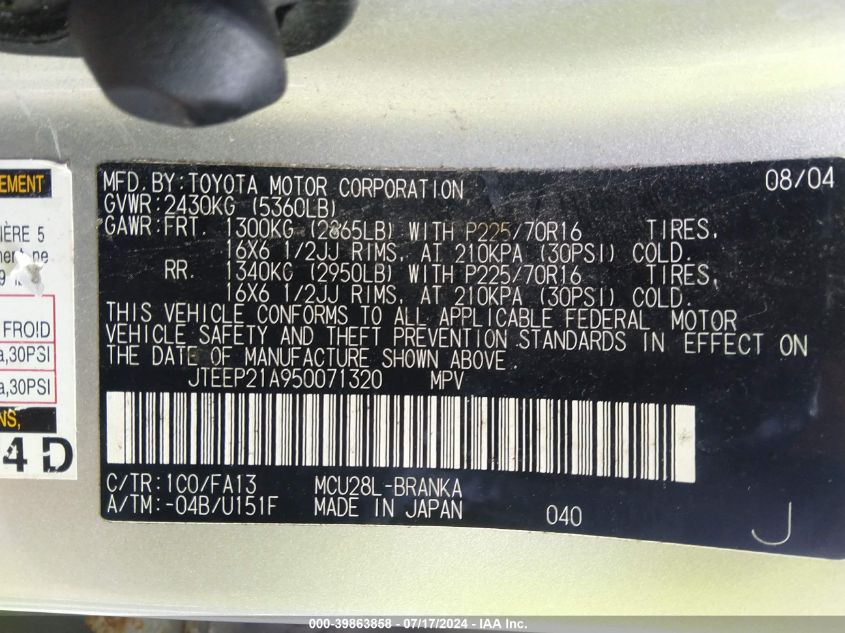 EMENT
IÈRE 5
FROID
a,30PSI
a,30PSI
NS,
4 D
MFD.BY:TOYOTA MOTOR CORPORATION 08/04
GVWR:2430KG (5360LB)
GAWR:FRT. 1300KG (2865LB) WITH P225/70R16 TIRES,
16X6 1/2JJ RIMS, AT 210KPA (30PSI) COLD.
RR. 1340KG (2950LB) WITH P225/70R16 TIRES,
16X6 1/2JJ RIMS, AT 210KPA (30PSI) COLD.
THIS VEHICLE CONFORMS TO ALL APPLICABLE FEDERAL MOTOR
VEHICLE SAFETY AND THEFT PREVENTION STANDARDS IN EFFECT ON
THE DATE OF MANUFACTURE SHOWN ABOVE.
JTEEP21A950071320 MPV
C/TR:1C0/FA13 MCU28L-BRANKA
A/TM:-04B/U151F MADE IN JAPAN 040
J
000-39863858 - 07/17/2024 - IAA Inc.